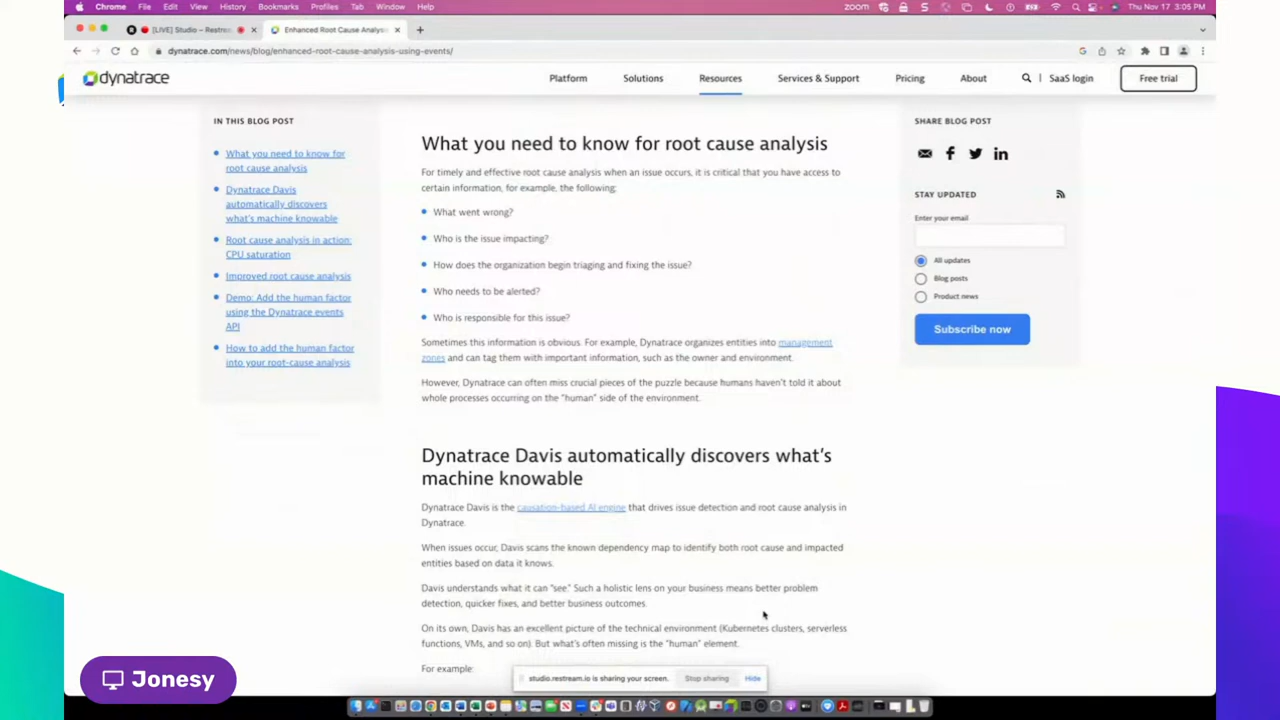 Chrome File Edit View History Bookmarks Profiles Tab Window Help zoom Thu Nov 17 3:05 PM
[LIVE] Studio – Restream Enhanced Root Cause Analysis
dynatrace.com/news/blog/enhanced-root-cause-analysis-using-events/
dynatrace Platform Solutions Resources Services & Support Pricing About SaaS login Free trial
IN THIS BLOG POST
What you need to know for
root cause analysis
Dynatrace Davis
automatically discovers
what's machine knowable
Root cause analysis in action:
CPU saturation
Improved root cause analysis
Demo: Add the human factor
using the Dynatrace events
API
How to add the human factor
into your root-cause analysis
What you need to know for root cause analysis
For timely and effective root cause analysis when an issue occurs, it is critical that you have access to
certain information, for example, the following:
What went wrong?
Who is the issue impacting?
How does the organization begin triaging and fixing the issue?
Who needs to be alerted?
Who is responsible for this issue?
Sometimes this information is obvious. For example, Dynatrace organizes entities into management
zones and can tag them with important information, such as the owner and environment.
However, Dynatrace can often miss crucial pieces of the puzzle because humans haven't told it about
whole processes occurring on the "human" side of the environment.
Dynatrace Davis automatically discovers what's
machine knowable
Dynatrace Davis is the causation-based AI engine that drives issue detection and root cause analysis in
Dynatrace.
When issues occur, Davis scans the known dependency map to identify both root cause and impacted
entities based on data it knows.
Davis understands what it can "see." Such a holistic lens on your business means better problem
detection, quicker fixes, and better business outcomes.
On its own, Davis has an excellent picture of the technical environment (Kubernetes clusters, serverless
functions, VMs, and so on). But what's often missing is the "human" element.
For example:
SHARE BLOG POST
STAY UPDATED
Enter your email
All updates
Blog posts
Product news
Subscribe now
studio.restream.io is sharing your screen. Stop sharing Hide
Jonesy